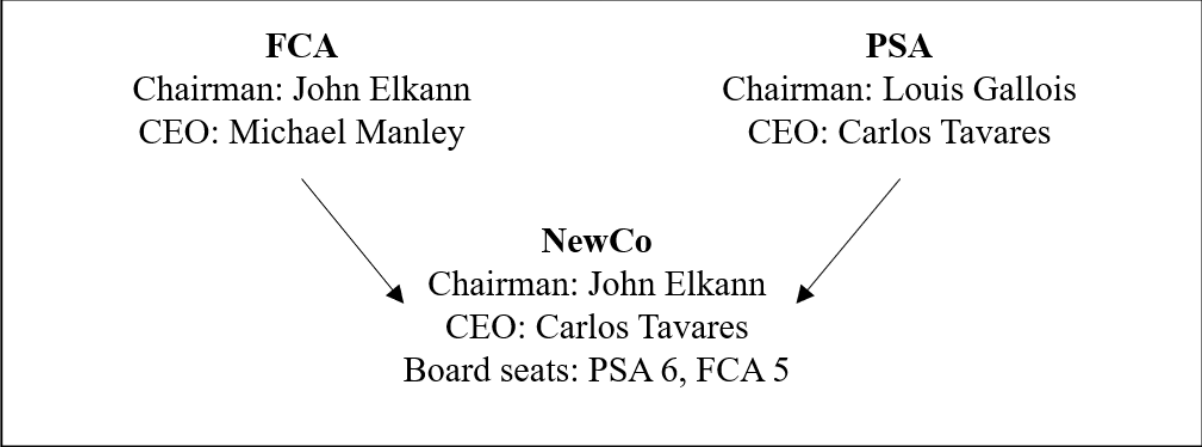 FCA
Chairman: John Elkann
CEO: Michael Manley
PSA
Chairman: Louis Gallois
CEO: Carlos Tavares
NewCo
Chairman: John Elkann
CEO: Carlos Tavares
Board seats: PSA 6, FCA 5